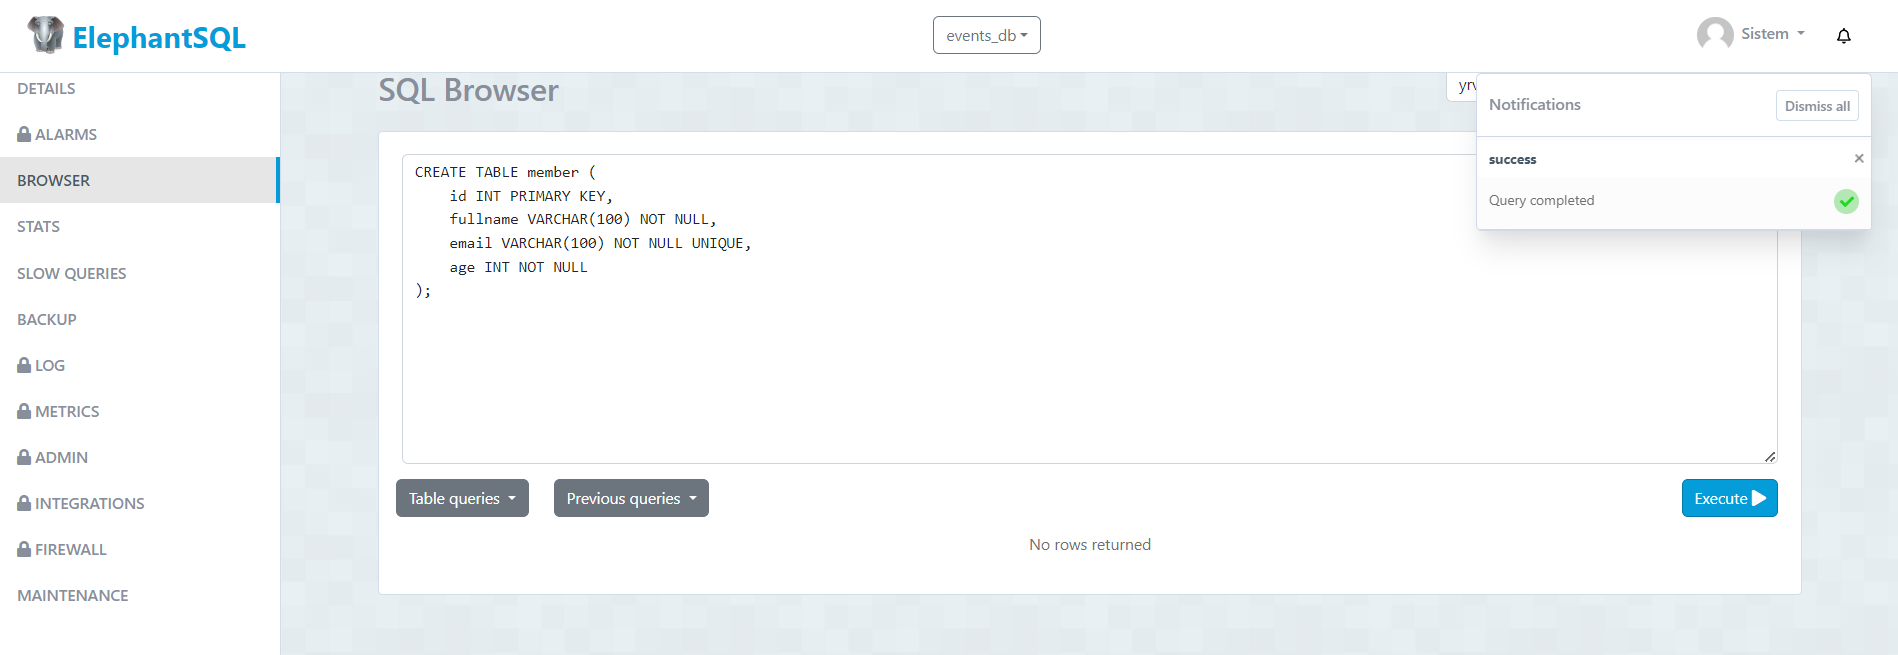 ElephantSQL
events_db
Sistem
DETAILS
ALARMS
BROWSER
STATS
SLOW QUERIES
BACKUP
LOG
METRICS
ADMIN
INTEGRATIONS
FIREWALL
MAINTENANCE
SQL Browser
Notifications
Dismiss all
success
Query completed
CREATE TABLE member (
    id INT PRIMARY KEY,
    fullname VARCHAR(100) NOT NULL,
    email VARCHAR(100) NOT NULL UNIQUE,
    age INT NOT NULL
);
Table queries
Previous queries
Execute
No rows returned